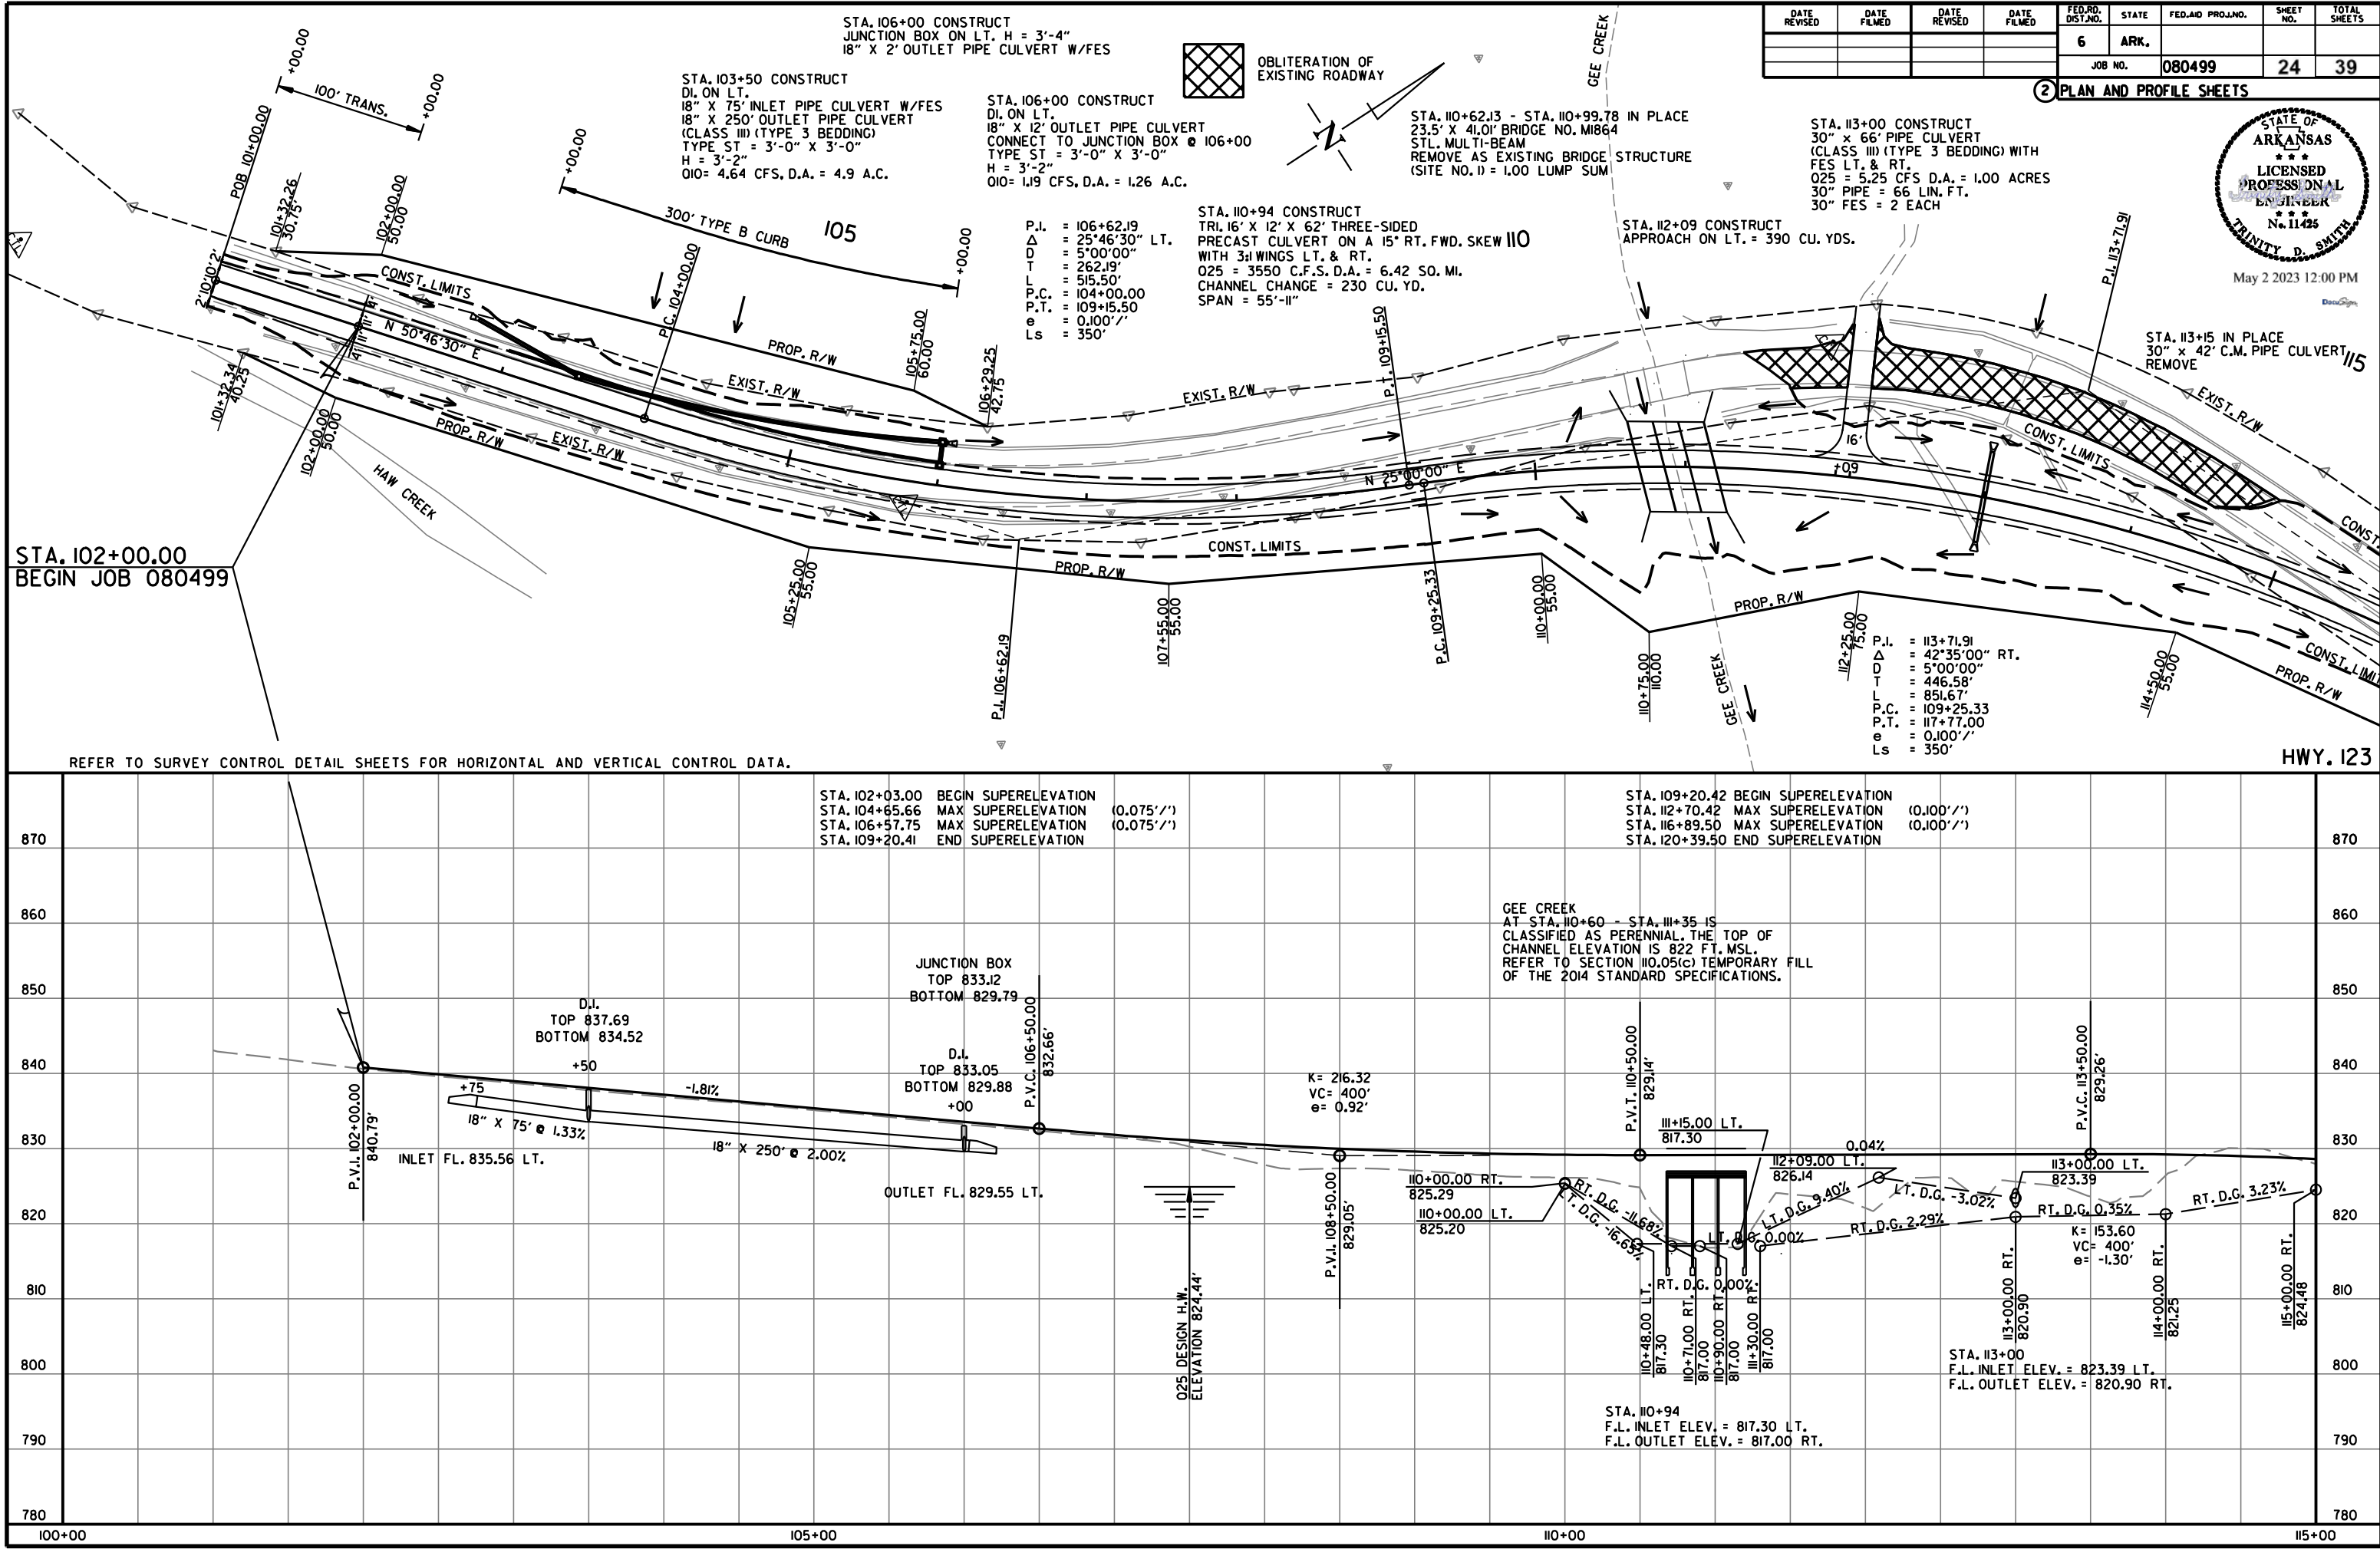 DATE REVISED
DATE FILMED
DATE REVISED
DATE FILMED
FED.RD. DIST.NO.
STATE
FED.AID PROJ.NO.
SHEET NO.
TOTAL SHEETS
6
ARK.
JOB NO.
080499
24
39
2 PLAN AND PROFILE SHEETS
STATE OF
ARKANSAS
* * *
LICENSED
PROFESSIONAL
ENGINEER
* * *
No. 11425
TRINITY D. SMITH
May 2 2023 12:00 PM
DocuSign
STA. 106+00 CONSTRUCT
JUNCTION BOX ON LT. H = 3'-4"
18" X 2' OUTLET PIPE CULVERT W/FES
STA. 103+50 CONSTRUCT
DI. ON LT.
18" X 75' INLET PIPE CULVERT W/FES
18" X 250' OUTLET PIPE CULVERT
(CLASS III) (TYPE 3 BEDDING)
TYPE ST = 3'-0" X 3'-0"
H = 3'-2"
Q10= 4.64 CFS, D.A. = 4.9 A.C.
STA. 106+00 CONSTRUCT
DI. ON LT.
18" X 12' OUTLET PIPE CULVERT
CONNECT TO JUNCTION BOX @ 106+00
TYPE ST = 3'-0" X 3'-0"
H = 3'-2"
Q10= 1.19 CFS, D.A. = 1.26 A.C.
OBLITERATION OF
EXISTING ROADWAY
N
STA. 110+62.13 - STA. 110+99.78 IN PLACE
23.5' X 41.01' BRIDGE NO. M1864
STL. MULTI-BEAM
REMOVE AS EXISTING BRIDGE STRUCTURE
(SITE NO. 1) = 1.00 LUMP SUM
STA. 113+00 CONSTRUCT
30" x 66' PIPE CULVERT
(CLASS III) (TYPE 3 BEDDING) WITH
FES LT. & RT.
Q25 = 5.25 CFS D.A. = 1.00 ACRES
30" PIPE = 66 LIN. FT.
30" FES = 2 EACH
P.I. = 106+62.19
Δ = 25°46'30" LT.
D = 5°00'00"
T = 262.19'
L = 515.50'
P.C. = 104+00.00
P.T. = 109+15.50
e = 0.100'/'
Ls = 350'
STA. 110+94 CONSTRUCT
TRI. 16' X 12' X 62' THREE-SIDED
PRECAST CULVERT ON A 15° RT. FWD. SKEW
WITH 3:1 WINGS LT. & RT.
Q25 = 3550 C.F.S. D.A. = 6.42 SQ. MI.
CHANNEL CHANGE = 230 CU. YD.
SPAN = 55'-11"
STA. 112+09 CONSTRUCT
APPROACH ON LT. = 390 CU. YDS.
STA. 113+15 IN PLACE
30" x 42' C.M. PIPE CULVERT
REMOVE
105
110
115
+00.00
100' TRANS.
+00.00
POB 101+00.00
101+32.26
30.75'
102+00.00
50.00
+00.00
300' TYPE B CURB
+00.00
2'10'10'2'
4'11'11'4'
CONST. LIMITS
N 50°46'30" E
P.C. 104+00.00
PROP. R/W
EXIST. R/W
105+75.00
60.00
106+29.25
42.75
EXIST. R/W
P.T. 109+15.50
GEE CREEK
P.I. 113+71.91
EXIST. R/W
CONST. LIMITS
CONST.
16'
+09
101+32.34
40.25
102+00.00
50.00
PROP. R/W
EXIST. R/W
HAW CREEK
N 25°00'00" E
CONST. LIMITS
PROP. R/W
105+25.00
55.00
P.I. 106+62.19
107+55.00
55.00
P.C. 109+25.33
110+00.00
55.00
110+75.00
110.00
GEE CREEK
PROP. R/W
112+25.00
75.00
114+50.00
55.00
CONST. LIMI
PROP. R/W
STA. 102+00.00
BEGIN JOB 080499
P.I. = 113+71.91
Δ = 42°35'00" RT.
D = 5°00'00"
T = 446.58'
L = 851.67'
P.C. = 109+25.33
P.T. = 117+77.00
e = 0.100'/'
Ls = 350'
HWY. 123
REFER TO SURVEY CONTROL DETAIL SHEETS FOR HORIZONTAL AND VERTICAL CONTROL DATA.
STA. 102+03.00 BEGIN SUPERELEVATION
STA. 104+65.66 MAX SUPERELEVATION (0.075'/')
STA. 106+57.75 MAX SUPERELEVATION (0.075'/')
STA. 109+20.41 END SUPERELEVATION
STA. 109+20.42 BEGIN SUPERELEVATION
STA. 112+70.42 MAX SUPERELEVATION (0.100'/')
STA. 116+89.50 MAX SUPERELEVATION (0.100'/')
STA. 120+39.50 END SUPERELEVATION
870
860
850
840
830
820
810
800
790
780
870
860
850
840
830
820
810
800
790
780
GEE CREEK
AT STA. 110+60 - STA. 111+35 IS
CLASSIFIED AS PERENNIAL. THE TOP OF
CHANNEL ELEVATION IS 822 FT. MSL.
REFER TO SECTION 110.05(c) TEMPORARY FILL
OF THE 2014 STANDARD SPECIFICATIONS.
JUNCTION BOX
TOP 833.12
BOTTOM 829.79
D.I.
TOP 837.69
BOTTOM 834.52
+50
+75
D.I.
TOP 833.05
BOTTOM 829.88
+00
-1.81%
18" X 75' @ 1.33%
18" X 250' @ 2.00%
INLET FL. 835.56 LT.
OUTLET FL. 829.55 LT.
P.V.I. 102+00.00
840.79'
P.V.C. 106+50.00
832.66'
K= 216.32
VC= 400'
e= 0.92'
P.V.I. 108+50.00
829.05'
Q25 DESIGN H.W.
ELEVATION 824.44'
P.V.T. 110+50.00
829.14'
111+15.00 LT.
817.30
0.04%
P.V.C. 113+50.00
829.26'
110+00.00 RT.
825.29
110+00.00 LT.
825.20
RT. D.G. -11.68%
LT. D.G. -16.65%
LT. D.G. 0.00%
RT. D.G. 0.00%
LT. D.G. 9.40%
112+09.00 LT.
826.14
LT. D.G. -3.02%
113+00.00 LT.
823.39
RT. D.G. 2.29%
RT. D.G. 0.35%
RT. D.G. 3.23%
K= 153.60
VC= 400'
e= -1.30'
110+48.00 LT.
817.30
110+71.00 RT.
817.00
110+90.00 RT.
817.00
111+30.00 RT.
817.00
113+00.00 RT.
820.90
114+00.00 RT.
821.25
115+00.00 RT.
824.48
STA. 113+00
F.L. INLET ELEV. = 823.39 LT.
F.L. OUTLET ELEV. = 820.90 RT.
STA. 110+94
F.L. INLET ELEV. = 817.30 LT.
F.L. OUTLET ELEV. = 817.00 RT.
100+00
105+00
110+00
115+00